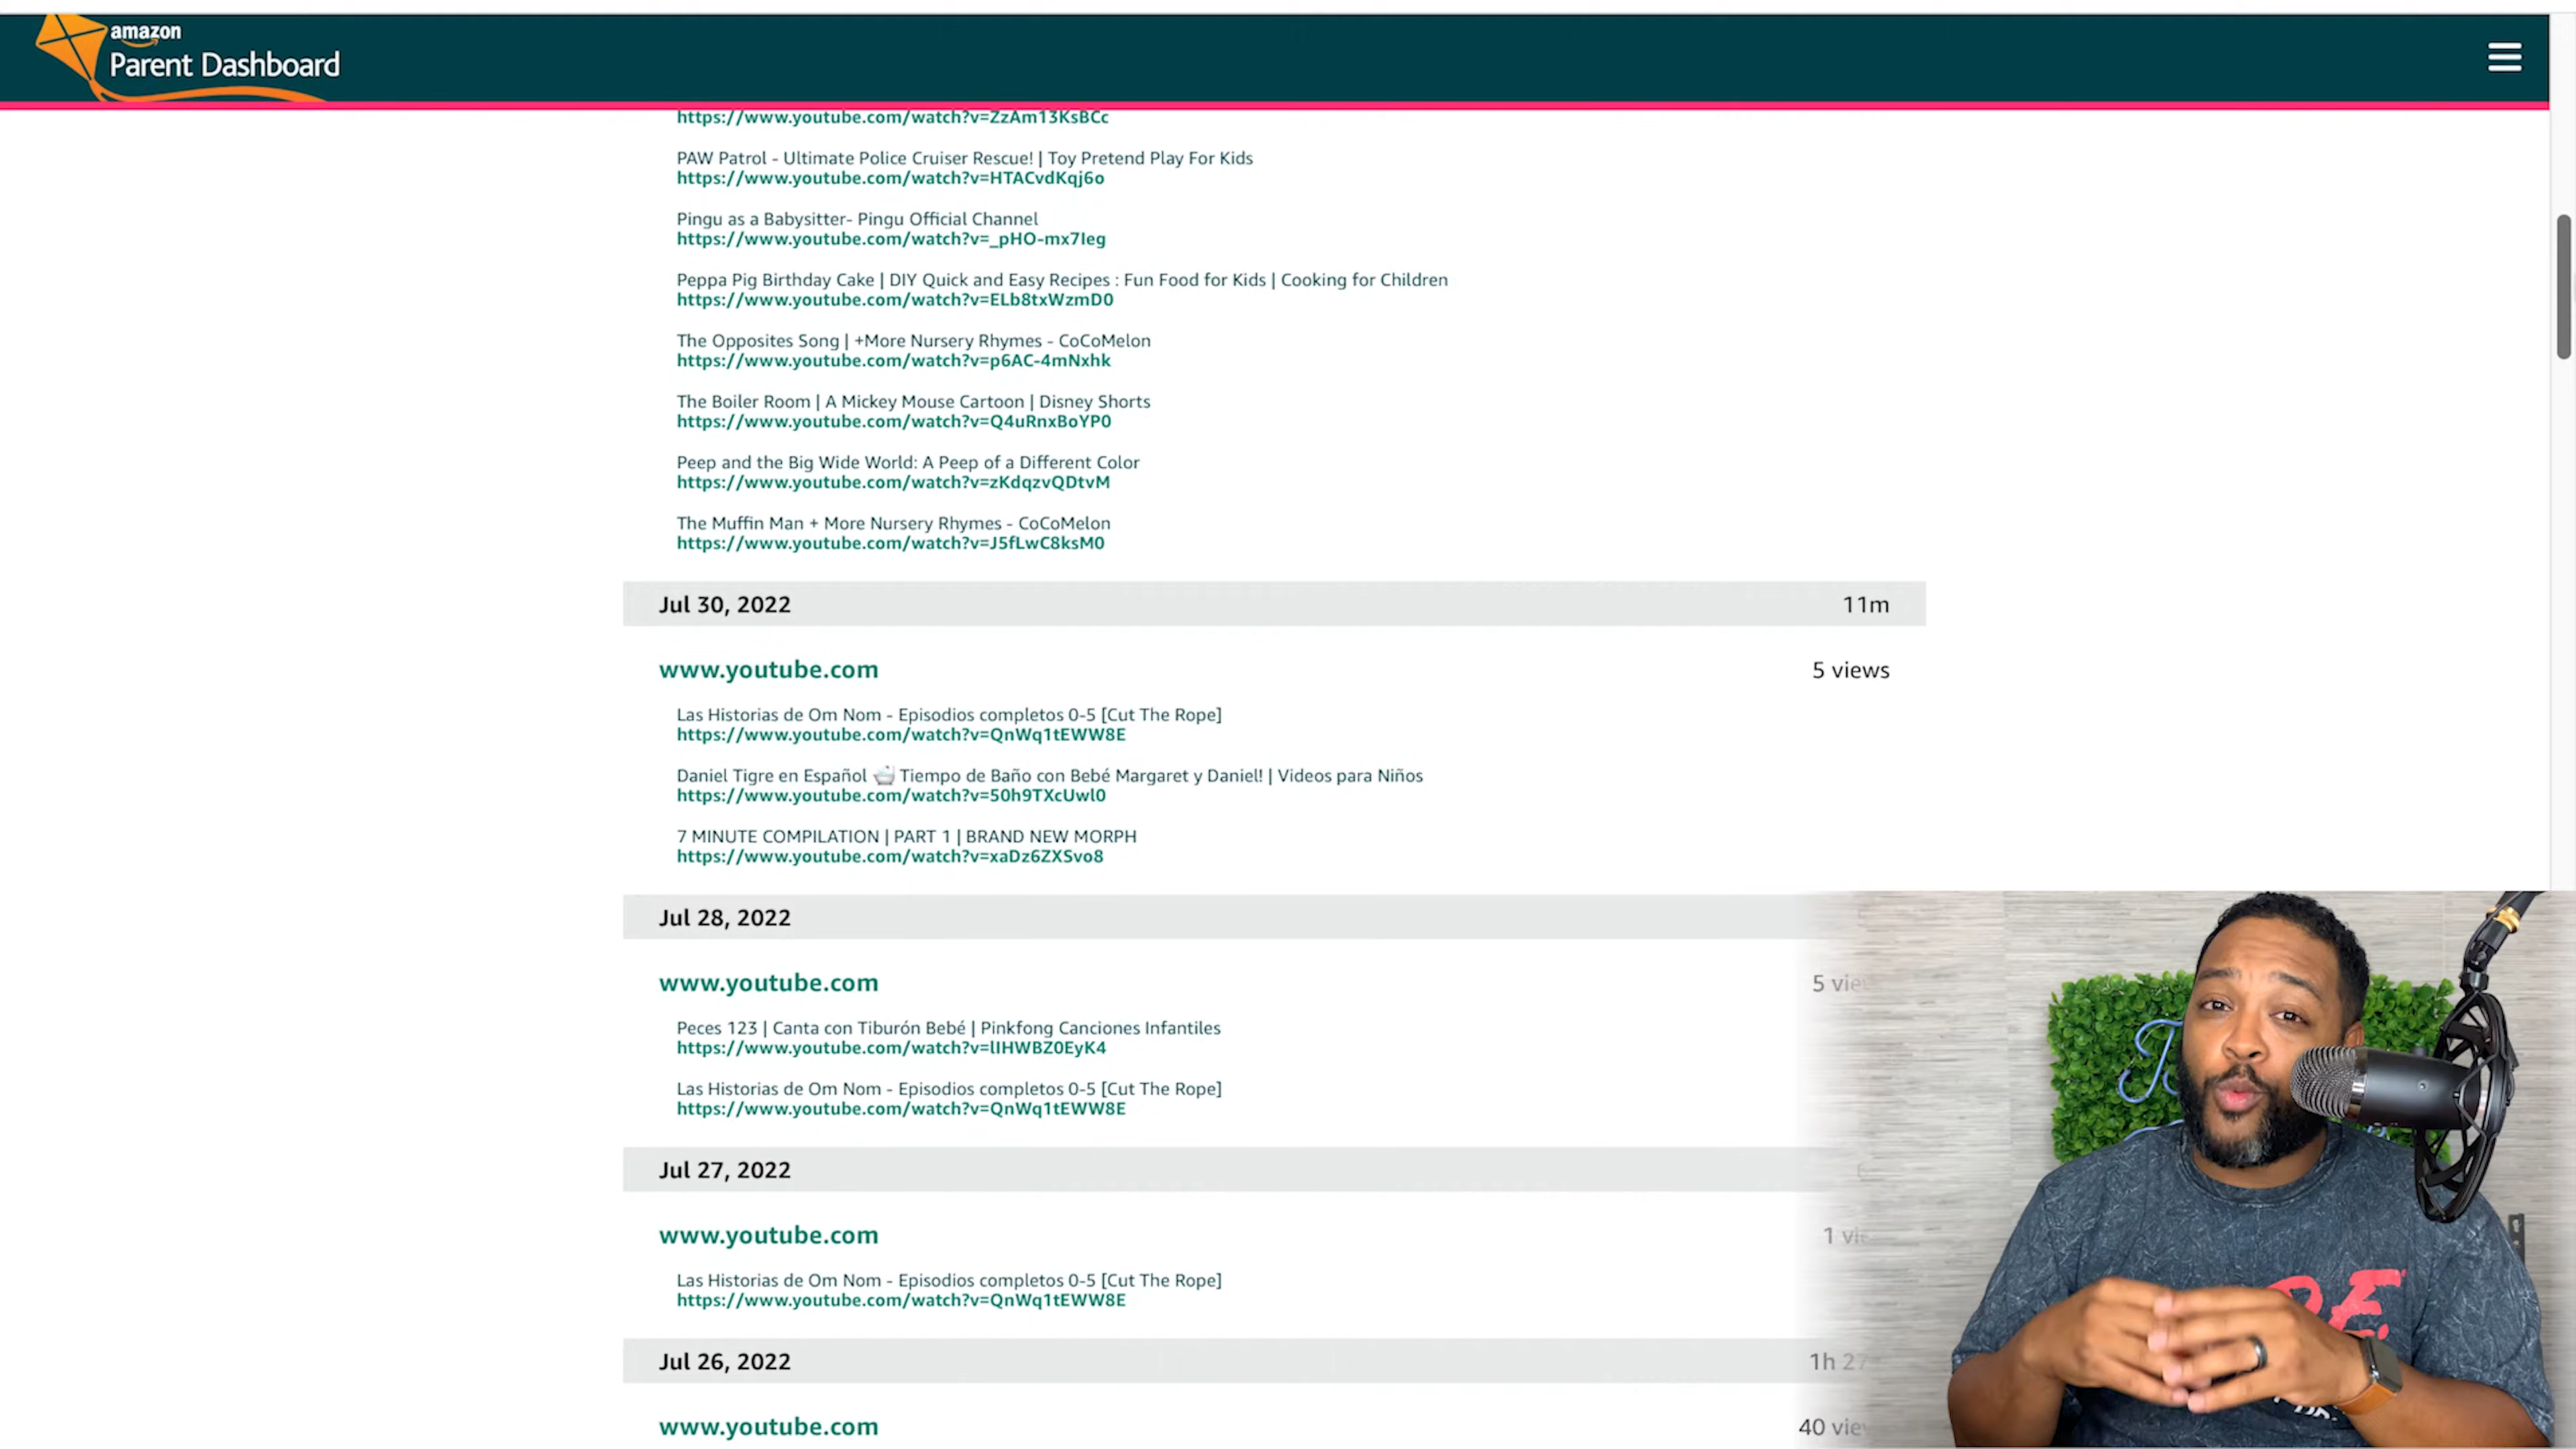 amazon
Parent Dashboard
https://www.youtube.com/watch?v=ZzAm13KsBCc
PAW Patrol - Ultimate Police Cruiser Rescue! | Toy Pretend Play For Kids
https://www.youtube.com/watch?v=HTACvdKqj6o
Pingu as a Babysitter- Pingu Official Channel
https://www.youtube.com/watch?v=_pHO-mx7Ieg
Peppa Pig Birthday Cake | DIY Quick and Easy Recipes : Fun Food for Kids | Cooking for Children
https://www.youtube.com/watch?v=ELb8txWzmD0
The Opposites Song | +More Nursery Rhymes - CoCoMelon
https://www.youtube.com/watch?v=p6AC-4mNxhk
The Boiler Room | A Mickey Mouse Cartoon | Disney Shorts
https://www.youtube.com/watch?v=Q4uRnxBoYP0
Peep and the Big Wide World: A Peep of a Different Color
https://www.youtube.com/watch?v=zKdqzvQDtvM
The Muffin Man + More Nursery Rhymes - CoCoMelon
https://www.youtube.com/watch?v=J5fLwC8ksM0
Jul 30, 2022 11m
www.youtube.com 5 views
Las Historias de Om Nom - Episodios completos 0-5 [Cut The Rope]
https://www.youtube.com/watch?v=QnWq1tEWW8E
Daniel Tigre en Español 🛁 Tiempo de Baño con Bebé Margaret y Daniel! | Videos para Niños
https://www.youtube.com/watch?v=50h9TXcUwl0
7 MINUTE COMPILATION | PART 1 | BRAND NEW MORPH
https://www.youtube.com/watch?v=xaDz6ZXSvo8
Jul 28, 2022
www.youtube.com 5
Peces 123 | Canta con Tiburón Bebé | Pinkfong Canciones Infantiles
https://www.youtube.com/watch?v=lIHWBZ0EyK4
Las Historias de Om Nom - Episodios completos 0-5 [Cut The Rope]
https://www.youtube.com/watch?v=QnWq1tEWW8E
Jul 27, 2022
www.youtube.com 1
Las Historias de Om Nom - Episodios completos 0-5 [Cut The Rope]
https://www.youtube.com/watch?v=QnWq1tEWW8E
Jul 26, 2022 1h
www.youtube.com 40